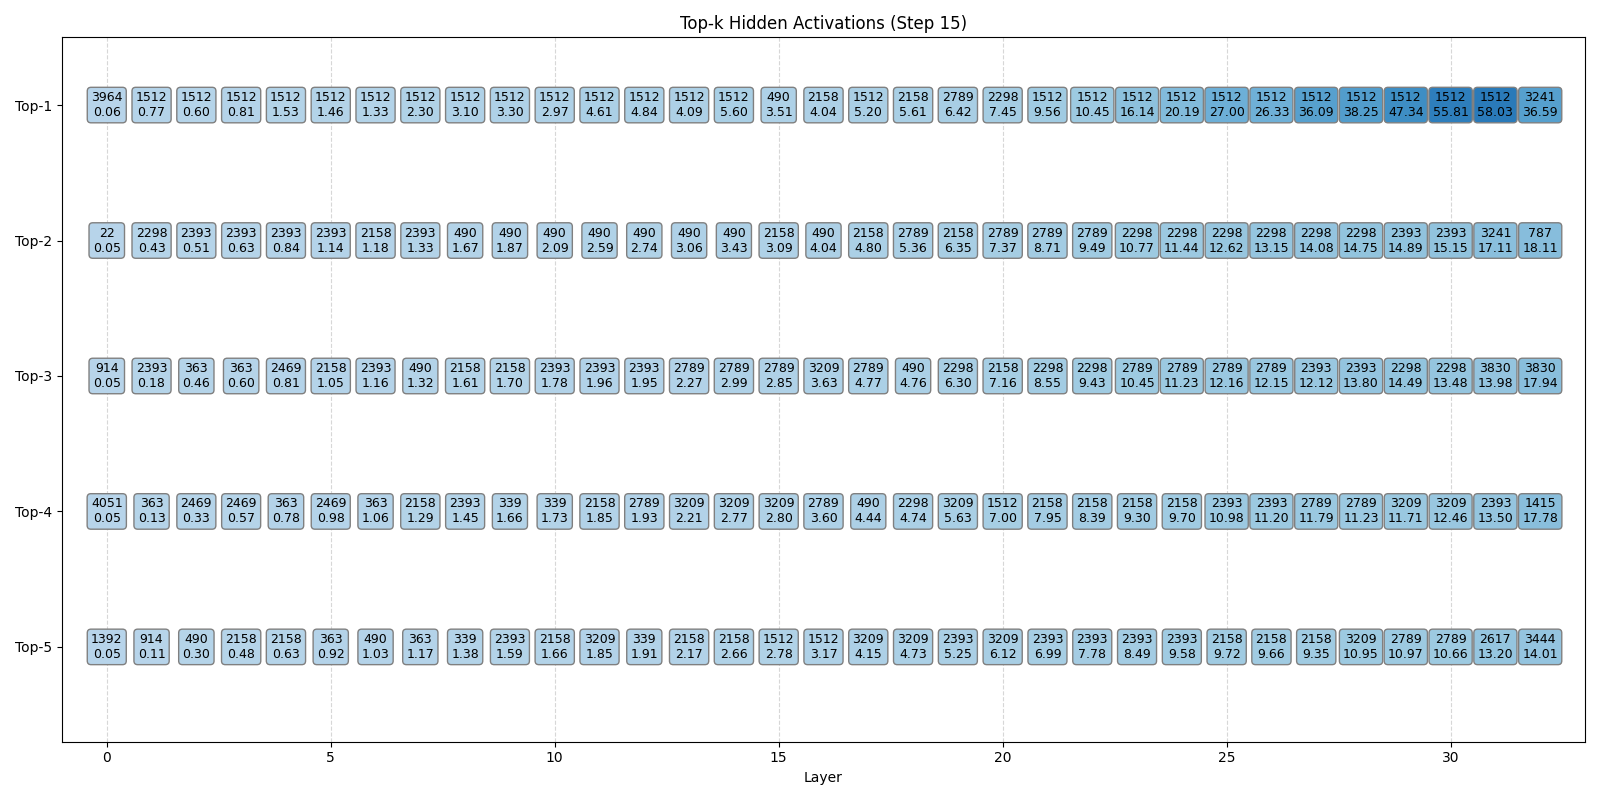 Top-k Hidden Activations (Step 15)
Top-1
3964 1512 1512 1512 1512 1512 1512 1512 1512 1512 1512 1512 1512 1512 1512 490 2158 1512 2158 2789 2298 1512 1512 1512 1512 1512 1512 1512 1512 1512 1512 1512 3241
0.06 0.77 0.60 0.81 1.53 1.46 1.33 2.30 3.10 3.30 2.97 4.61 4.84 4.09 5.60 3.51 4.04 5.20 5.61 6.42 7.45 9.56 10.45 16.14 20.19 27.00 26.33 36.09 38.25 47.34 55.81 58.03 36.59
Top-2
22 2298 2393 2393 2393 2393 2158 2393 490 490 490 490 490 490 490 2158 490 2158 2789 2158 2789 2789 2789 2298 2298 2298 2298 2298 2298 2393 2393 3241 787
0.05 0.43 0.51 0.63 0.84 1.14 1.18 1.33 1.67 1.87 2.09 2.59 2.74 3.06 3.43 3.09 4.04 4.80 5.36 6.35 7.37 8.71 9.49 10.77 11.44 12.62 13.15 14.08 14.75 14.89 15.15 17.11 18.11
Top-3
914 2393 363 363 2469 2158 2393 490 2158 2158 2393 2393 2393 2789 2789 2789 3209 2789 490 2298 2158 2298 2298 2789 2789 2789 2789 2393 2393 2298 2298 3830 3830
0.05 0.18 0.46 0.60 0.81 1.05 1.16 1.32 1.61 1.70 1.78 1.96 1.95 2.27 2.99 2.85 3.63 4.77 4.76 6.30 7.16 8.55 9.43 10.45 11.23 12.16 12.15 12.12 13.80 14.49 13.48 13.98 17.94
Top-4
4051 363 2469 2469 363 2469 363 2158 2393 339 339 2158 2789 3209 3209 3209 2789 490 2298 3209 1512 2158 2158 2158 2158 2393 2393 2789 2789 3209 3209 2393 1415
0.05 0.13 0.33 0.57 0.78 0.98 1.06 1.29 1.45 1.66 1.73 1.85 1.93 2.21 2.77 2.80 3.60 4.44 4.74 5.63 7.00 7.95 8.39 9.30 9.70 10.98 11.20 11.79 11.23 11.71 12.46 13.50 17.78
Top-5
1392 914 490 2158 2158 363 490 363 339 2393 2158 3209 339 2158 2158 1512 1512 3209 3209 2393 3209 2393 2393 2393 2393 2158 2158 2158 3209 2789 2789 2617 3444
0.05 0.11 0.30 0.48 0.63 0.92 1.03 1.17 1.38 1.59 1.66 1.85 1.91 2.17 2.66 2.78 3.17 4.15 4.73 5.25 6.12 6.99 7.78 8.49 9.58 9.72 9.66 9.35 10.95 10.97 10.66 13.20 14.01
0 5 10 15 20 25 30
Layer